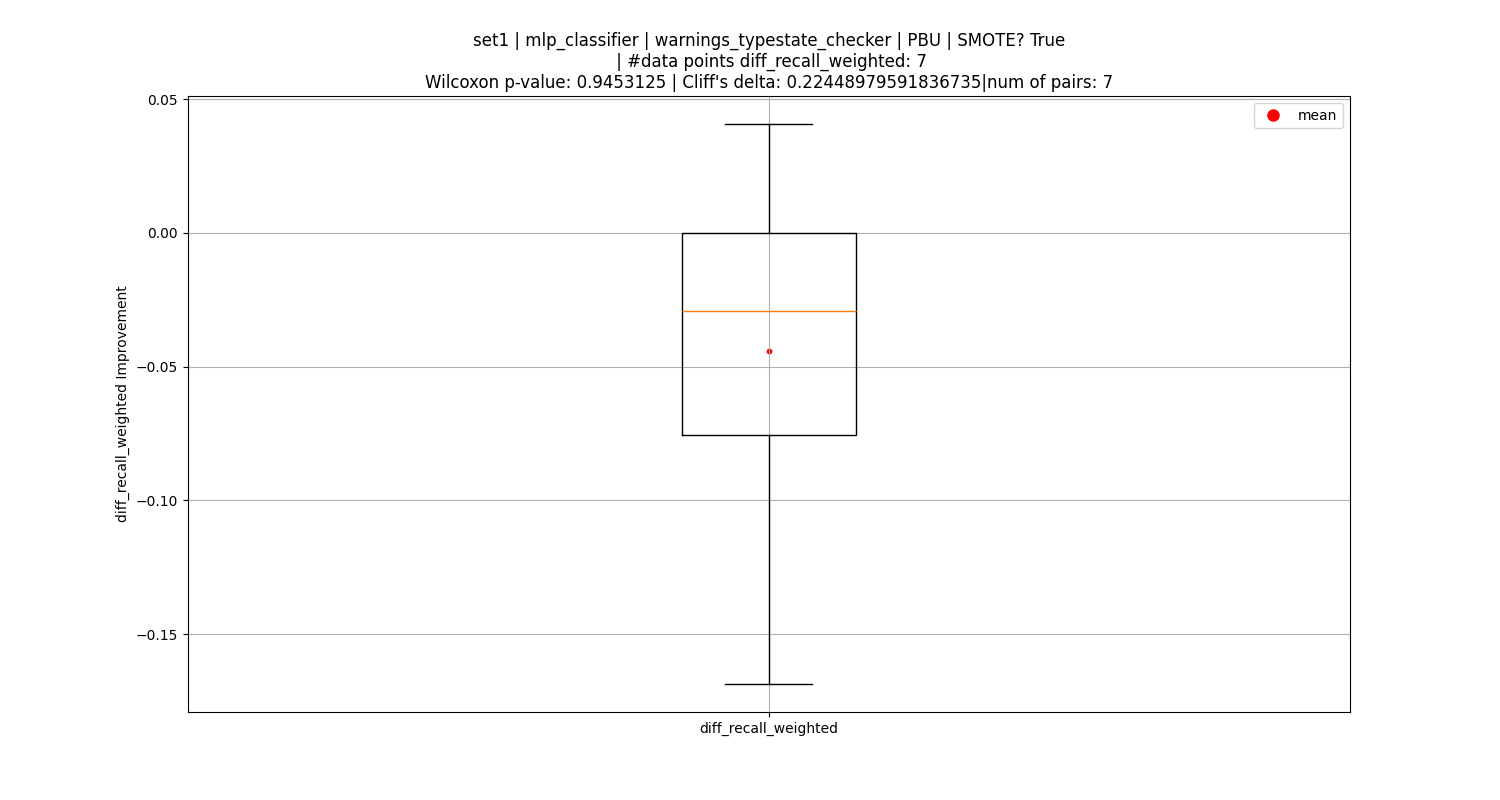 set1 | mlp_classifier | warnings_typestate_checker | PBU | SMOTE? True
| #data points diff_recall_weighted: 7
Wilcoxon p-value: 0.9453125 | Cliff's delta: 0.22448979591836735|num of pairs: 7
mean
0.05
0.00
−0.05
−0.10
−0.15
diff_recall_weighted Improvement
diff_recall_weighted